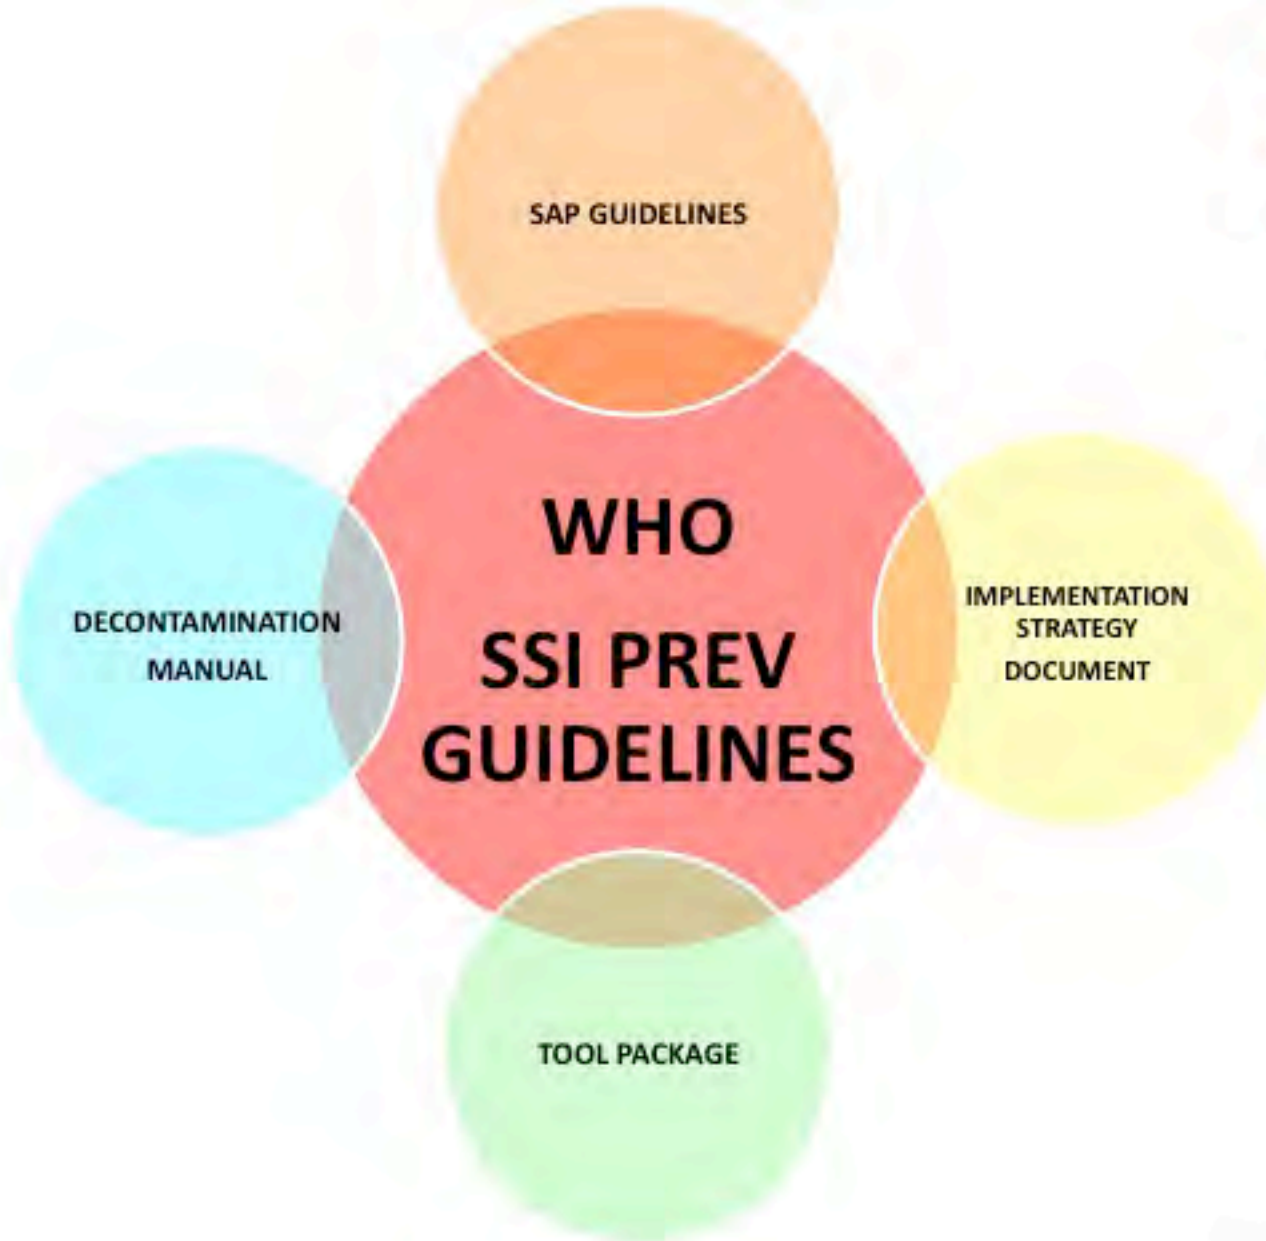 SAP GUIDELINES
WHO
SSI PREV
GUIDELINES
DECONTAMINATION
MANUAL
IMPLEMENTATION
STRATEGY
DOCUMENT
TOOL PACKAGE